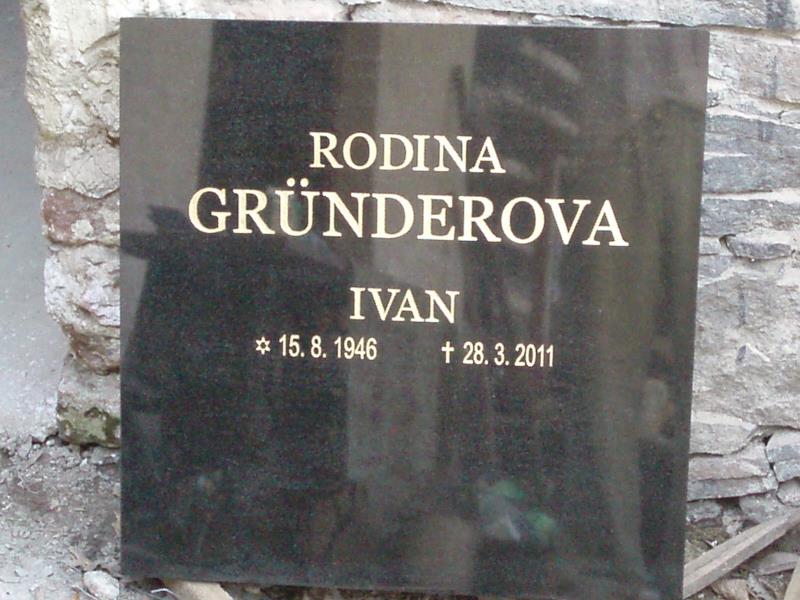 RODINA
GRÜNDEROVA
IVAN
✡ 15. 8. 1946 † 28. 3. 2011